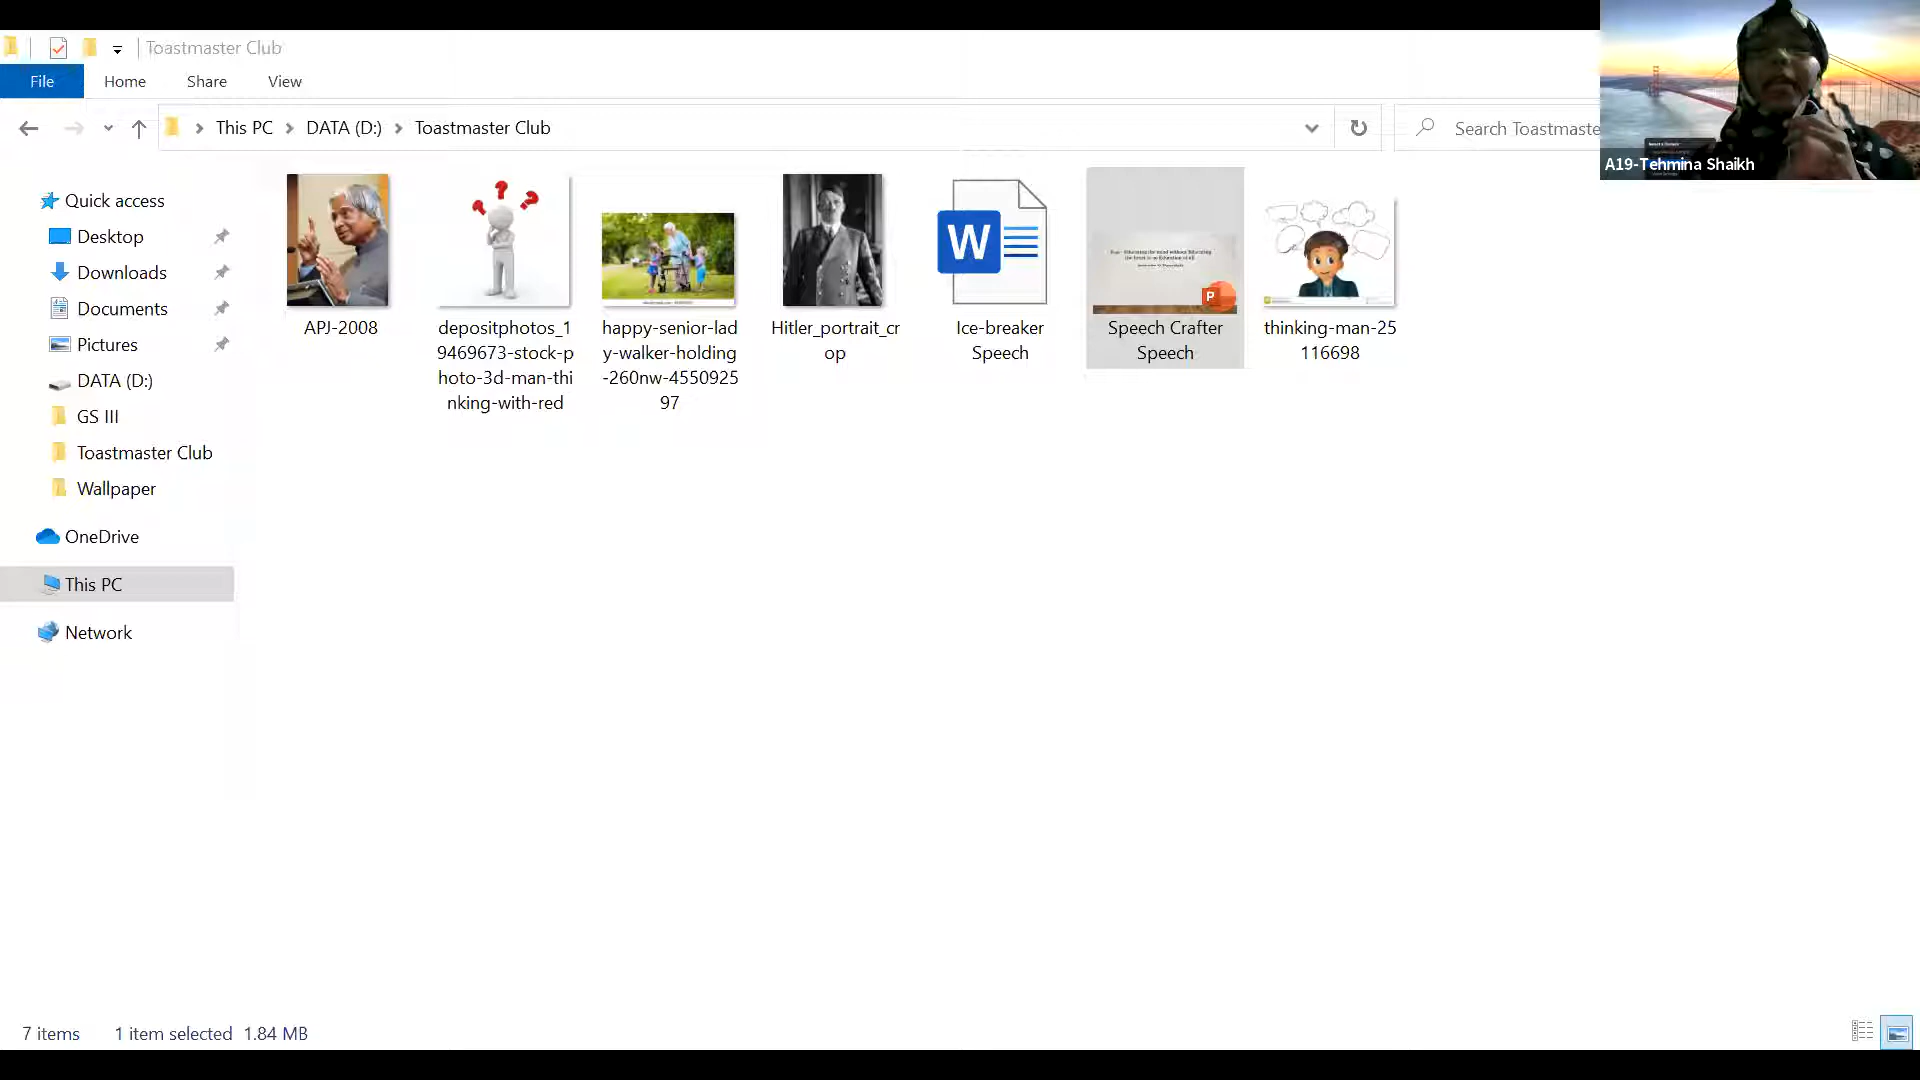 Toastmaster Club
File Home Share View
This PC DATA (D:) Toastmaster Club
Search Toastmaste
A19-Tehmina Shaikh
Quick access
Desktop
Downloads
Documents
Pictures
DATA (D:)
GS III
Toastmaster Club
Wallpaper
OneDrive
This PC
Network
APJ-2008
depositphotos_1
9469673-stock-p
hoto-3d-man-thi
nking-with-red
happy-senior-lad
y-walker-holding
-260nw-4550925
97
Hitler_portrait_cr
op
W
Ice-breaker
Speech
P
Speech Crafter
Speech
thinking-man-25
116698
7 items 1 item selected 1.84 MB